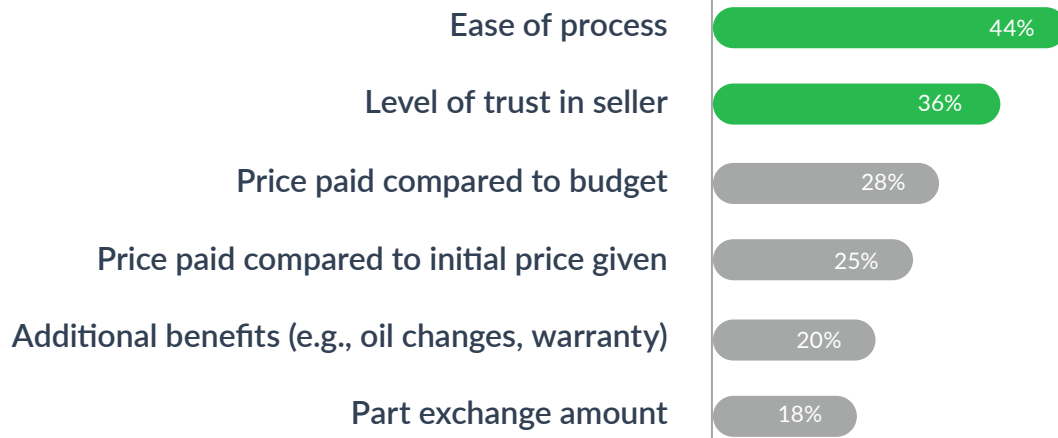 Ease of process 44%
Level of trust in seller 36%
Price paid compared to budget 28%
Price paid compared to initial price given 25%
Additional benefits (e.g., oil changes, warranty) 20%
Part exchange amount 18%